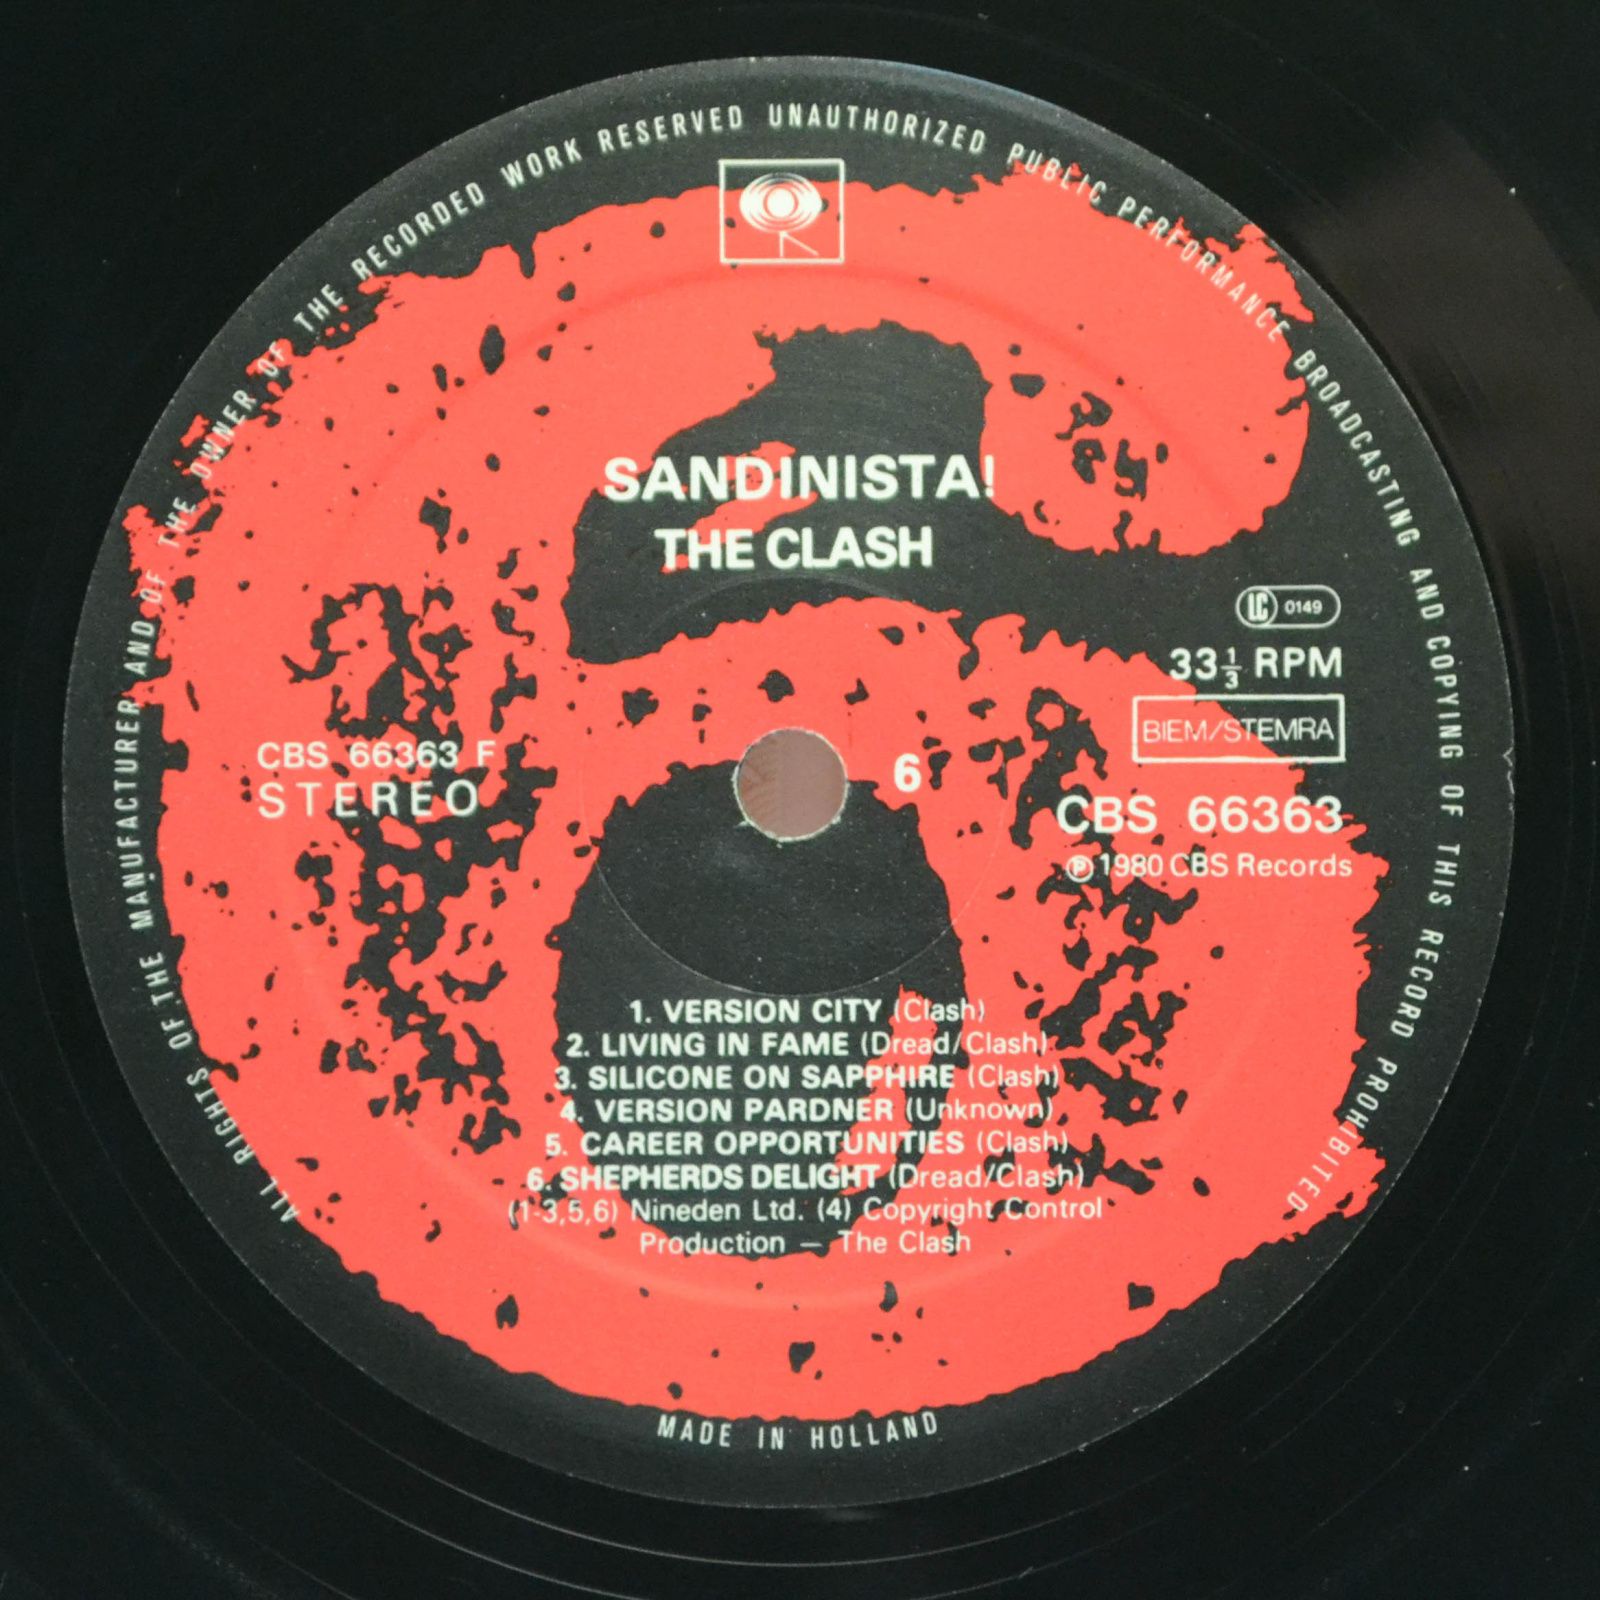 ALL RIGHTS OF THE MANUFACTURER AND OF THE OWNER OF THE RECORDED WORK RESERVED UNAUTHORIZED PUBLIC PERFORMANCE BROADCASTING AND COPYING OF THIS RECORD PROHIBITED
SANDINISTA!
THE CLASH
LC 0149
33⅓ RPM
BIEM/STEMRA
CBS 66363 F
STEREO
6
CBS 66363
℗ 1980 CBS Records
1. VERSION CITY (Clash)
2. LIVING IN FAME (Dread/Clash)
3. SILICONE ON SAPPHIRE (Clash)
4. VERSION PARDNER (Unknown)
5. CAREER OPPORTUNITIES (Clash)
6. SHEPHERDS DELIGHT (Dread/Clash)
(1-3,5,6) Nineden Ltd. (4) Copyright Control
Production — The Clash
MADE IN HOLLAND